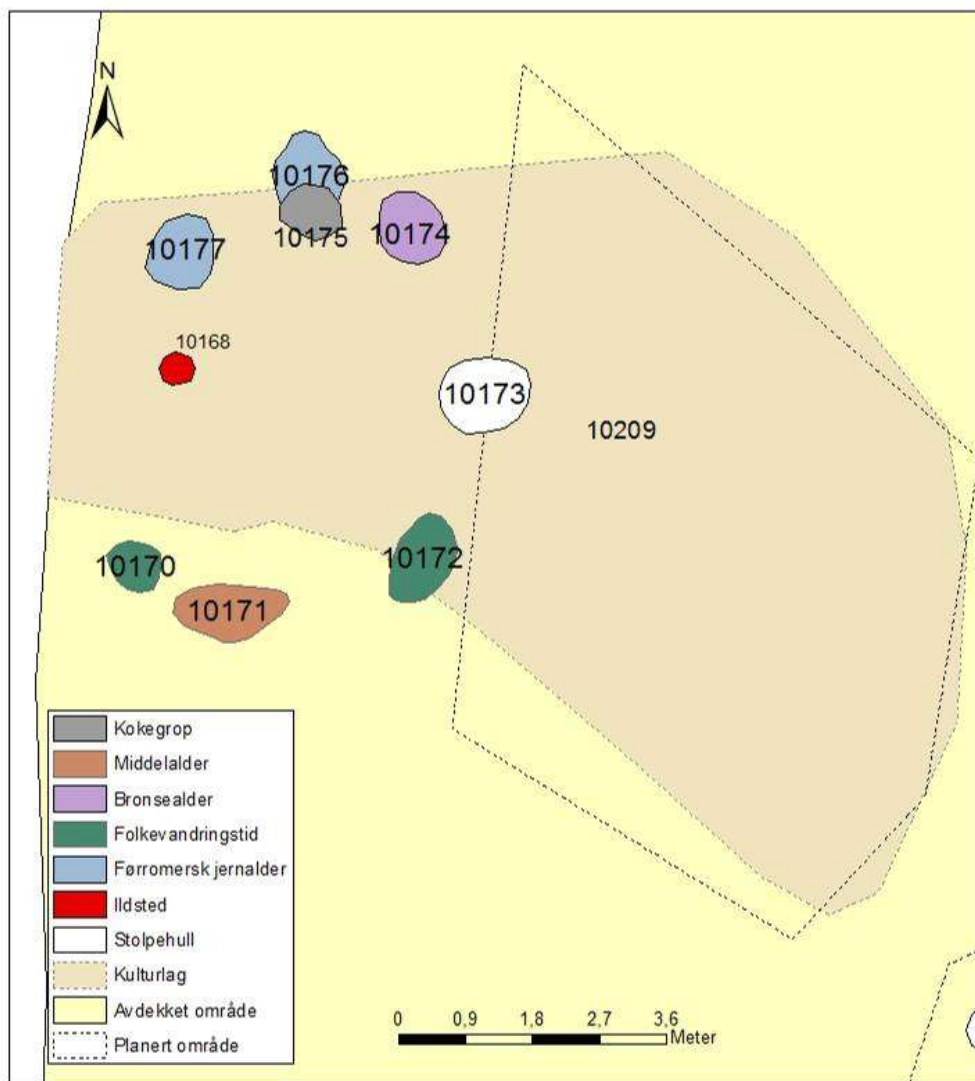 N
10176
10175
10174
10177
10168
10173
10209
10172
10170
10171
Kokegrop
Middelalder
Bronsealder
Folkevandringstid
Førromersk jernalder
Ildsted
Stolpehull
Kulturlag
Avdekket område
Planert område
0 0,9 1,8 2,7 3,6
Meter